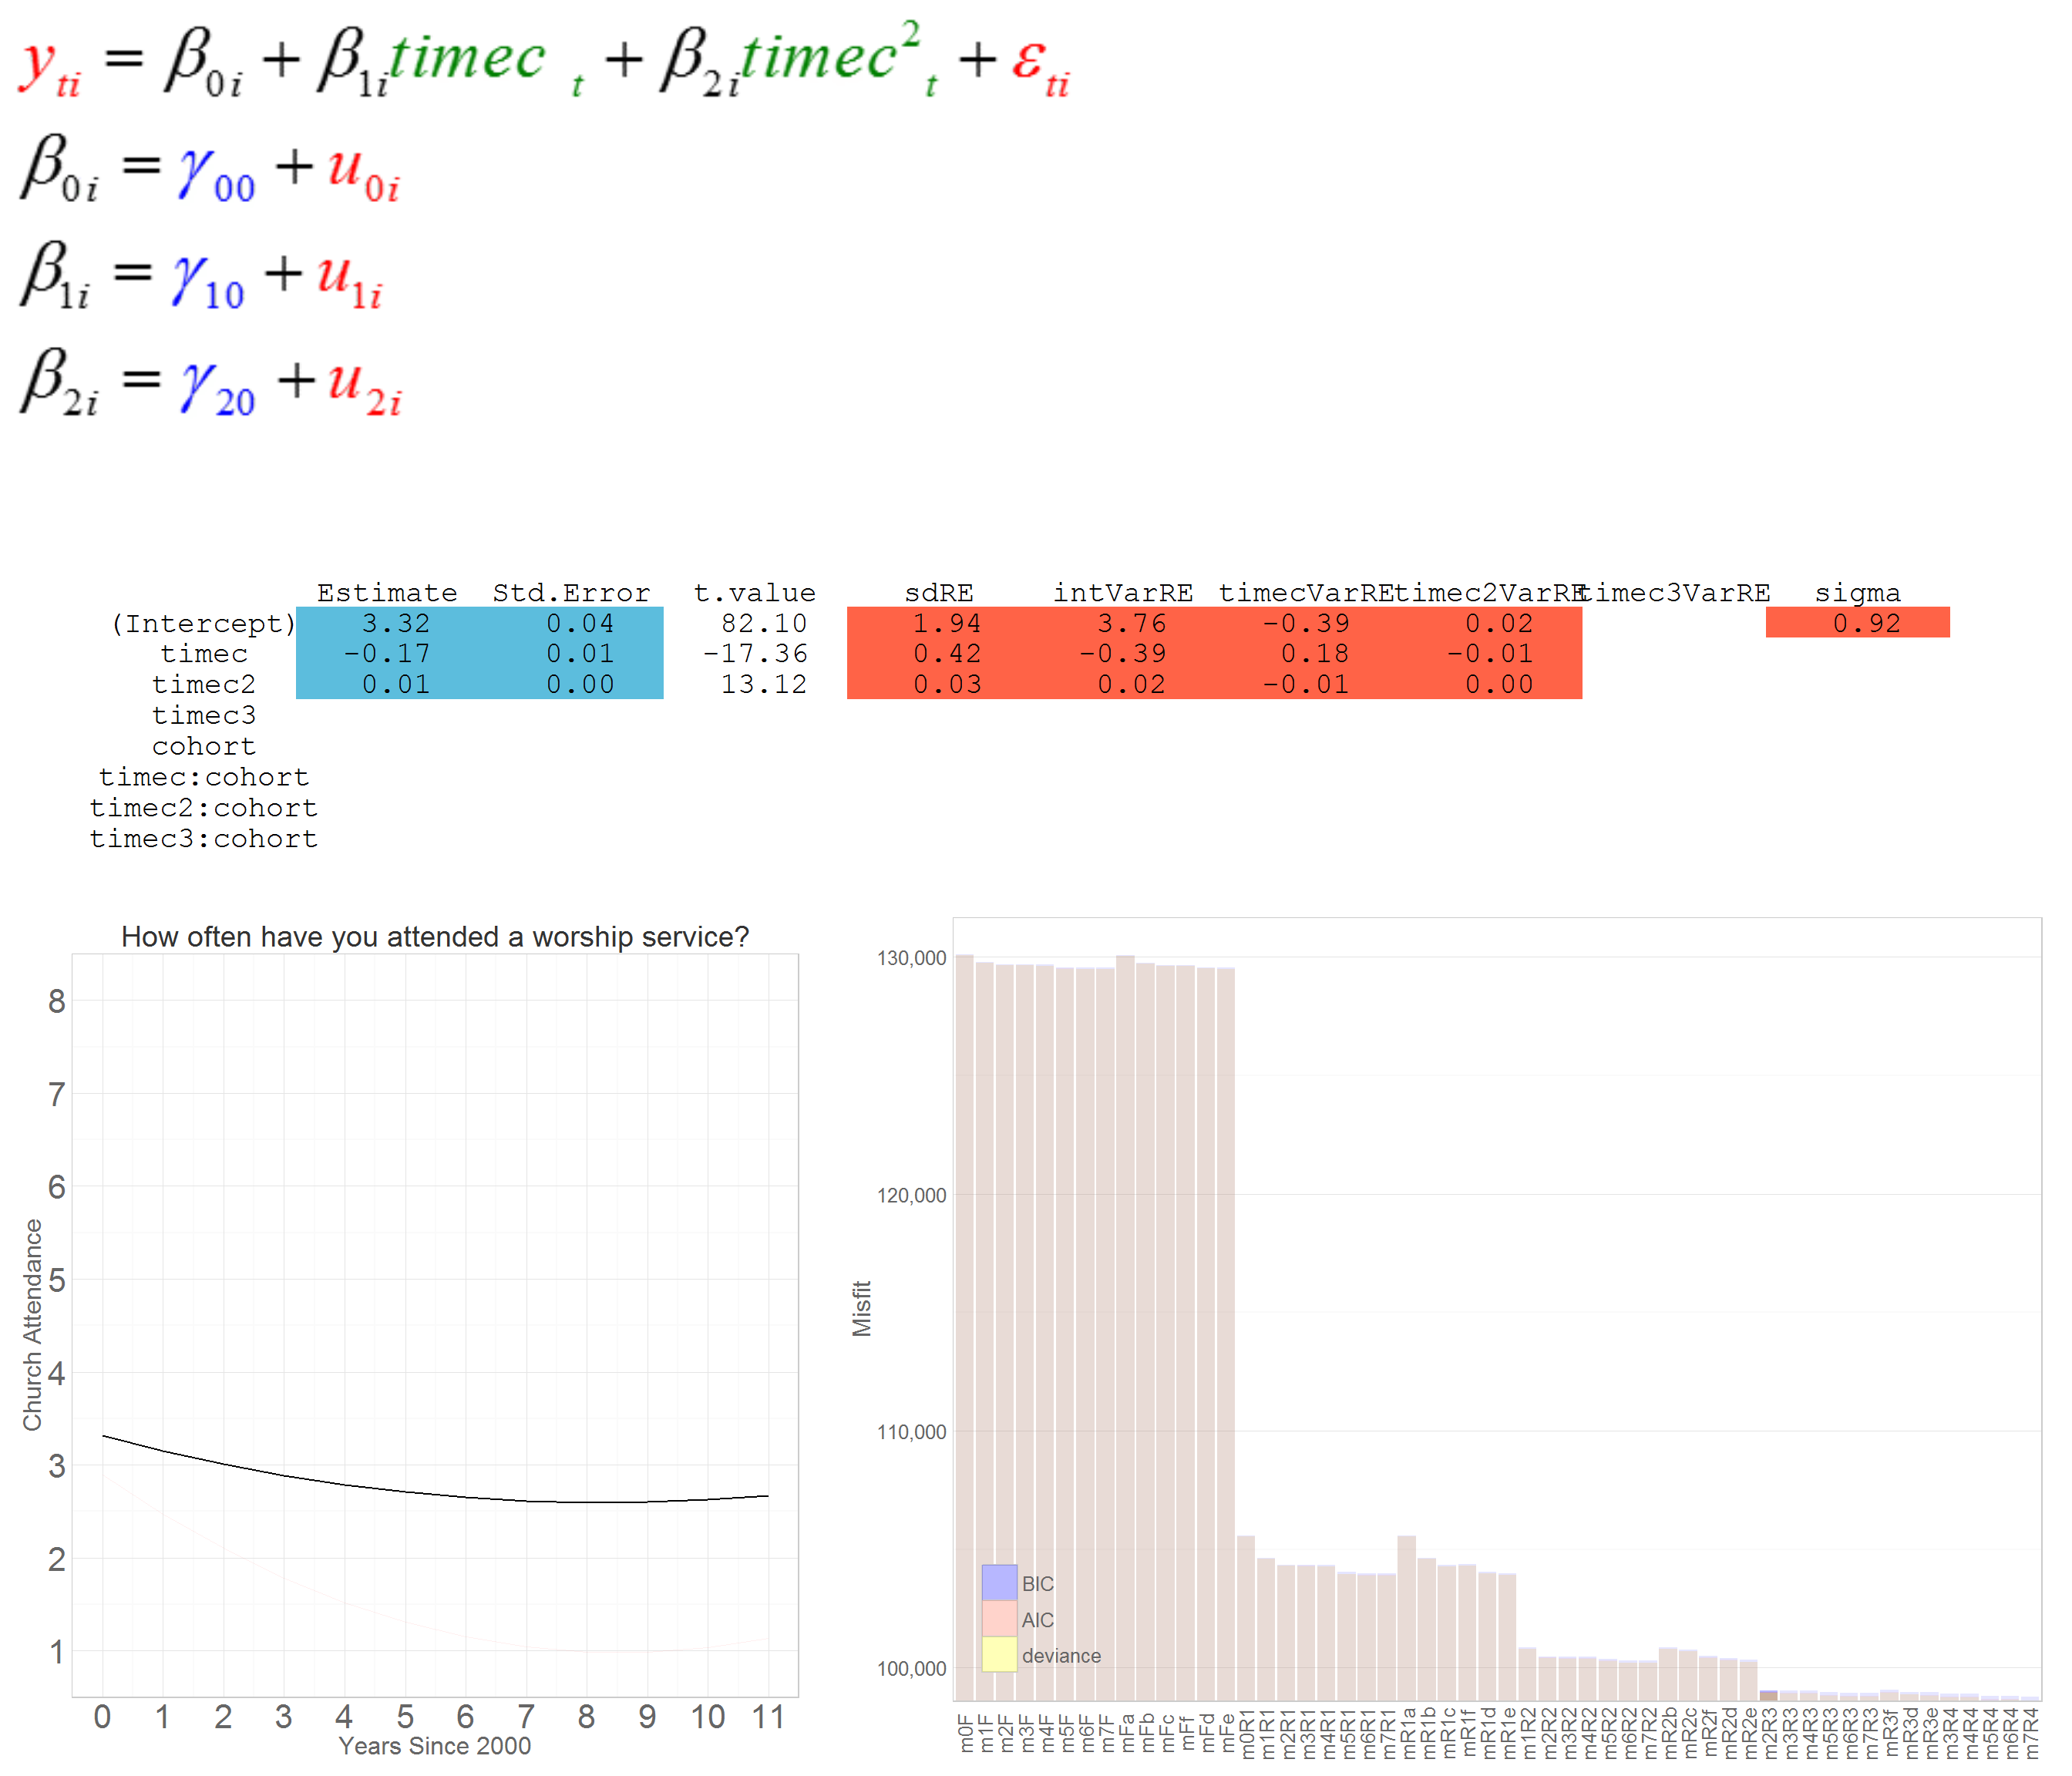 y_ti = β_0i + β_1i timec_t + β_2i timec²_t + ε_ti
β_0i = γ_00 + u_0i
β_1i = γ_10 + u_1i
β_2i = γ_20 + u_2i
Estimate Std.Error t.value sdRE intVarRE timecVarRE timec2VarRE timec3VarRE sigma
(Intercept) 3.32 0.04 82.10 1.94 3.76 -0.39 0.02 0.92
timec -0.17 0.01 -17.36 0.42 -0.39 0.18 -0.01
timec2 0.01 0.00 13.12 0.03 0.02 -0.01 0.00
timec3
cohort
timec:cohort
timec2:cohort
timec3:cohort
How often have you attended a worship service?
Church Attendance
8
7
6
5
4
3
2
1
0 1 2 3 4 5 6 7 8 9 10 11
Years Since 2000
Misfit
130,000
120,000
110,000
100,000
BIC
AIC
deviance
m0F m1F m2F m3F m4F m5F m6F m7F mFa mFb mFc mFf mFd mFe m0R1 m1R1 m2R1 m3R1 m4R1 m5R1 m6R1 m7R1 mR1a mR1b mR1c mR1f mR1d mR1e m1R2 m2R2 m3R2 m4R2 m5R2 m6R2 m7R2 mR2b mR2c mR2f mR2d mR2e m2R3 m3R3 m4R3 m5R3 m6R3 m7R3 mR3f mR3d mR3e m3R4 m4R4 m5R4 m6R4 m7R4